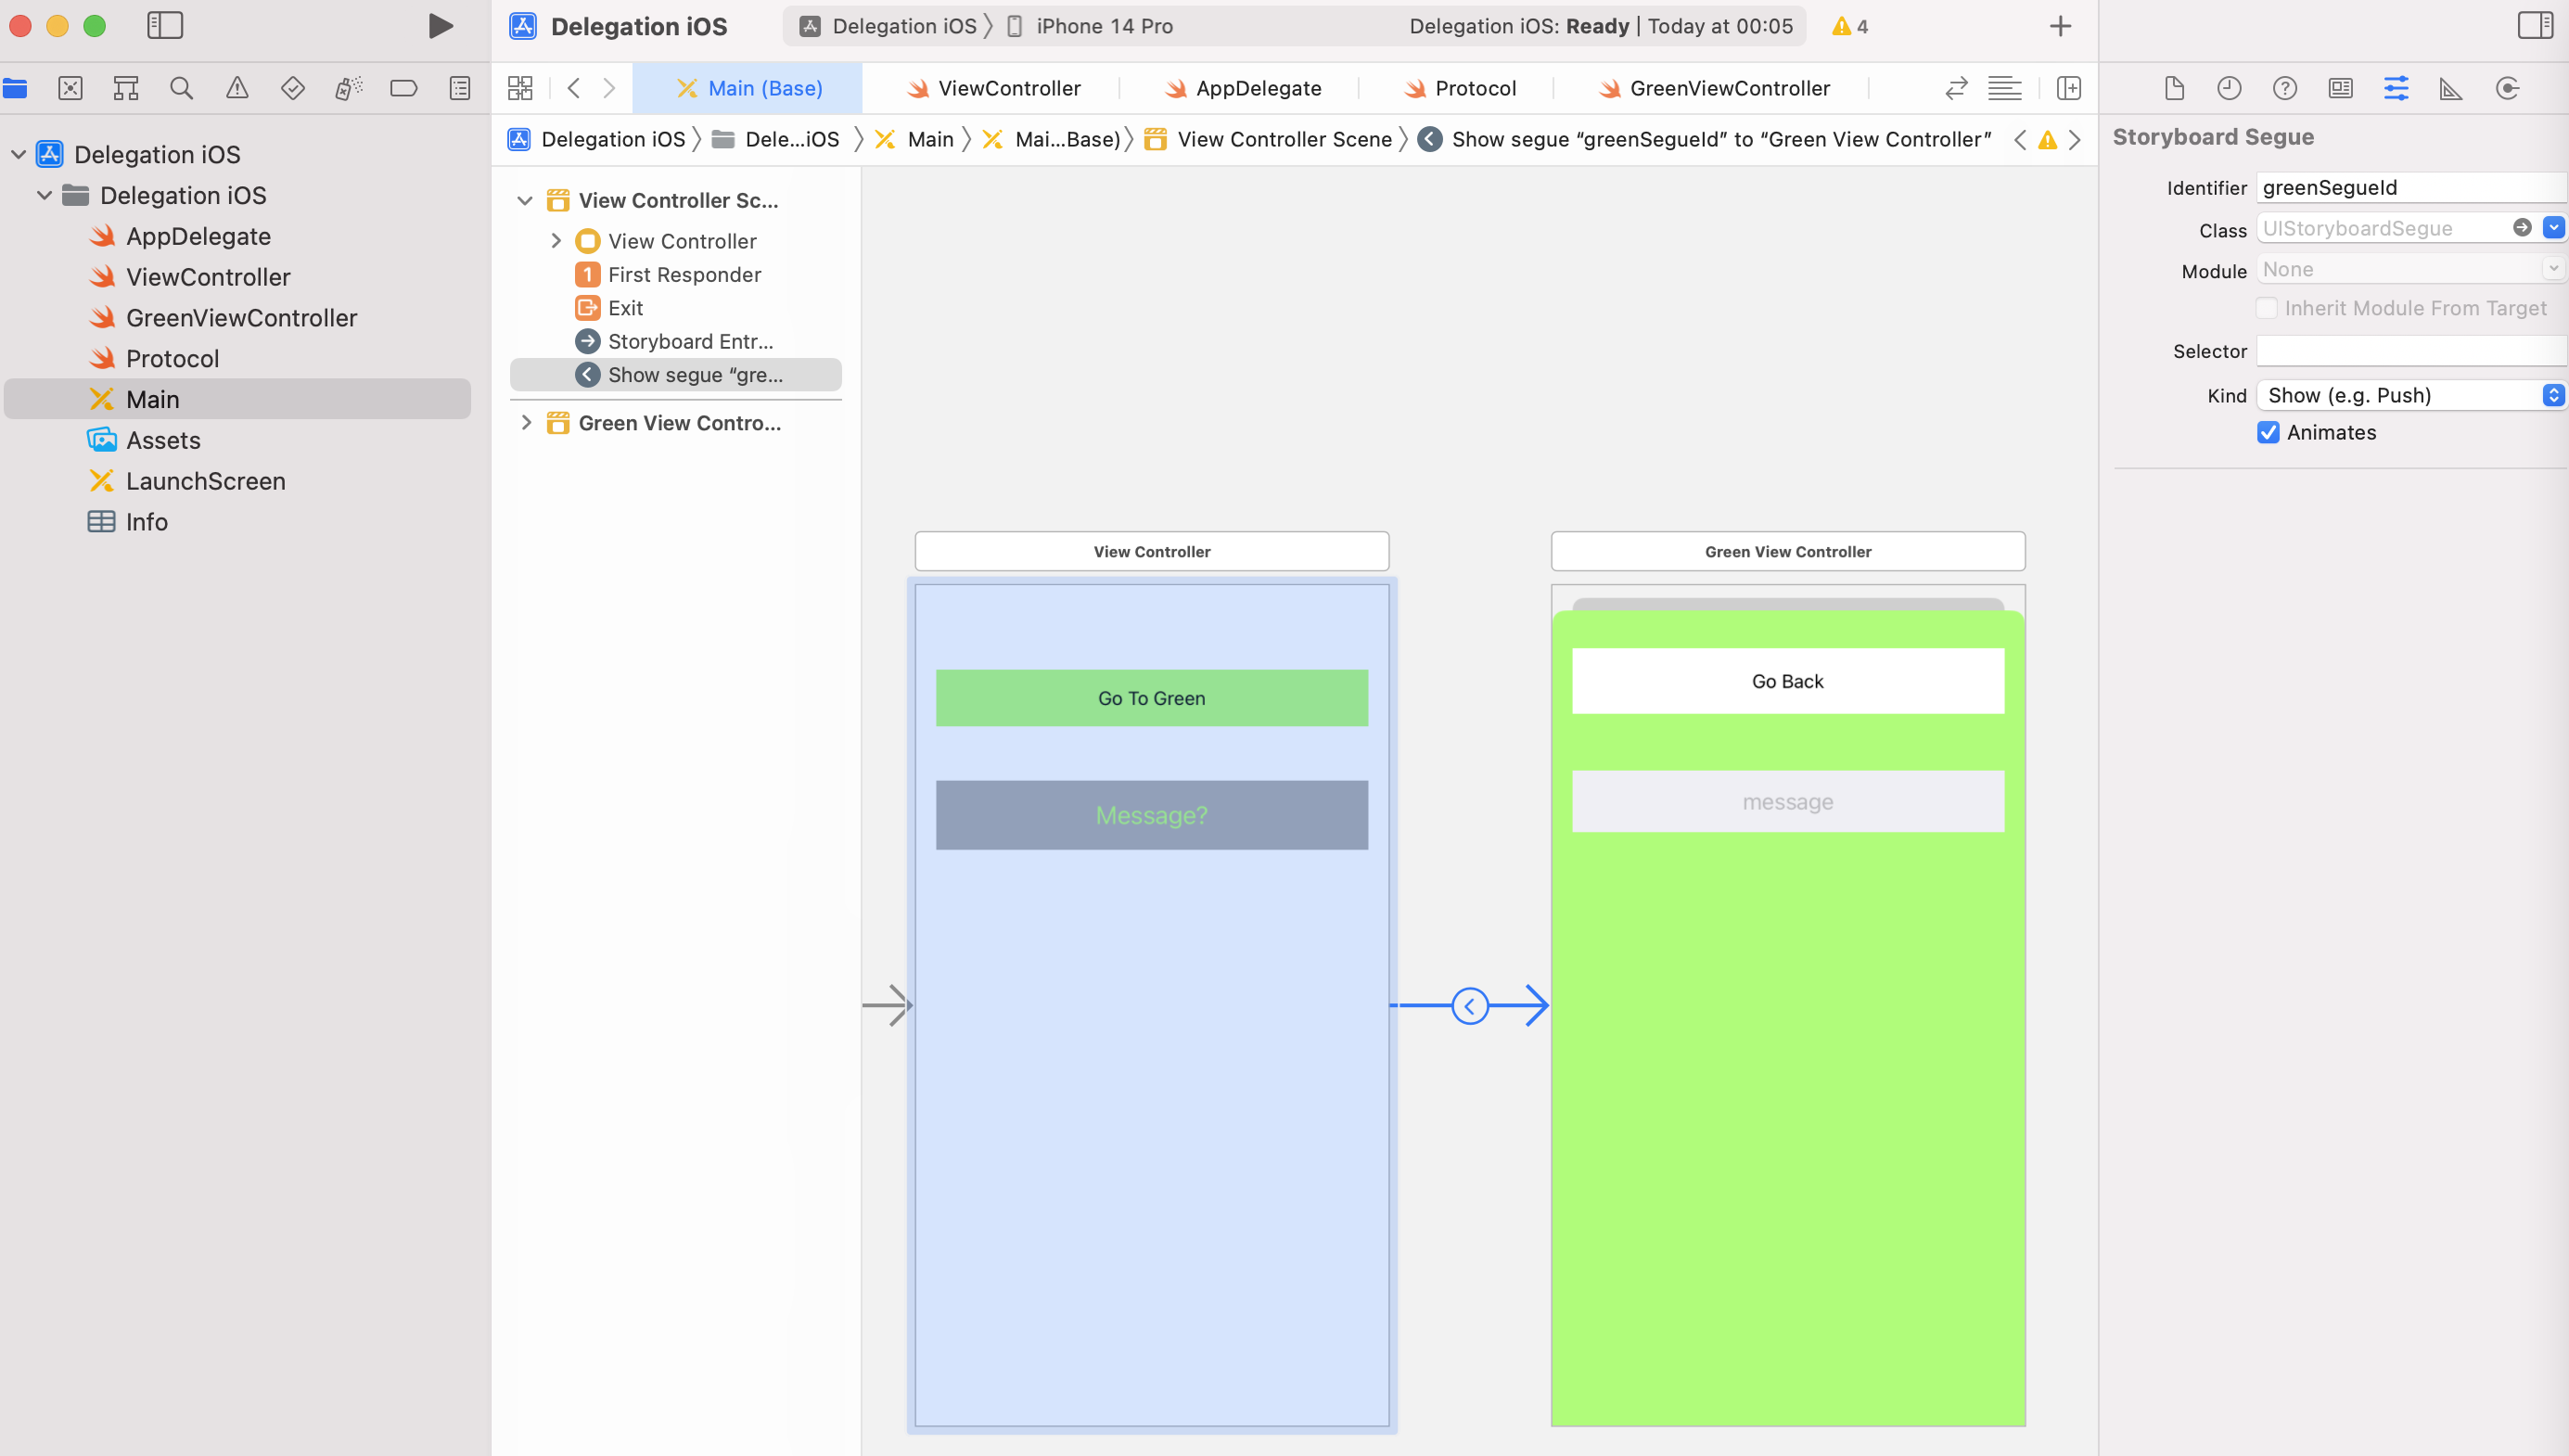 Delegation iOS
Delegation iOS 〉 iPhone 14 Pro
Delegation iOS: Ready | Today at 00:05
4
Main (Base)
ViewController
AppDelegate
Protocol
GreenViewController
Delegation iOS 〉 Dele...iOS 〉 Main 〉 Mai...Base) 〉 View Controller Scene 〉 Show segue “greenSegueId” to “Green View Controller”
Delegation iOS
Delegation iOS
AppDelegate
ViewController
GreenViewController
Protocol
Main
Assets
LaunchScreen
Info
View Controller Sc...
View Controller
1 First Responder
Exit
Storyboard Entr...
Show segue “gre...
Green View Contro...
View Controller
Go To Green
Message?
Green View Controller
Go Back
message
Storyboard Segue
Identifier greenSegueId
Class UIStoryboardSegue
Module None
Inherit Module From Target
Selector
Kind Show (e.g. Push)
Animates